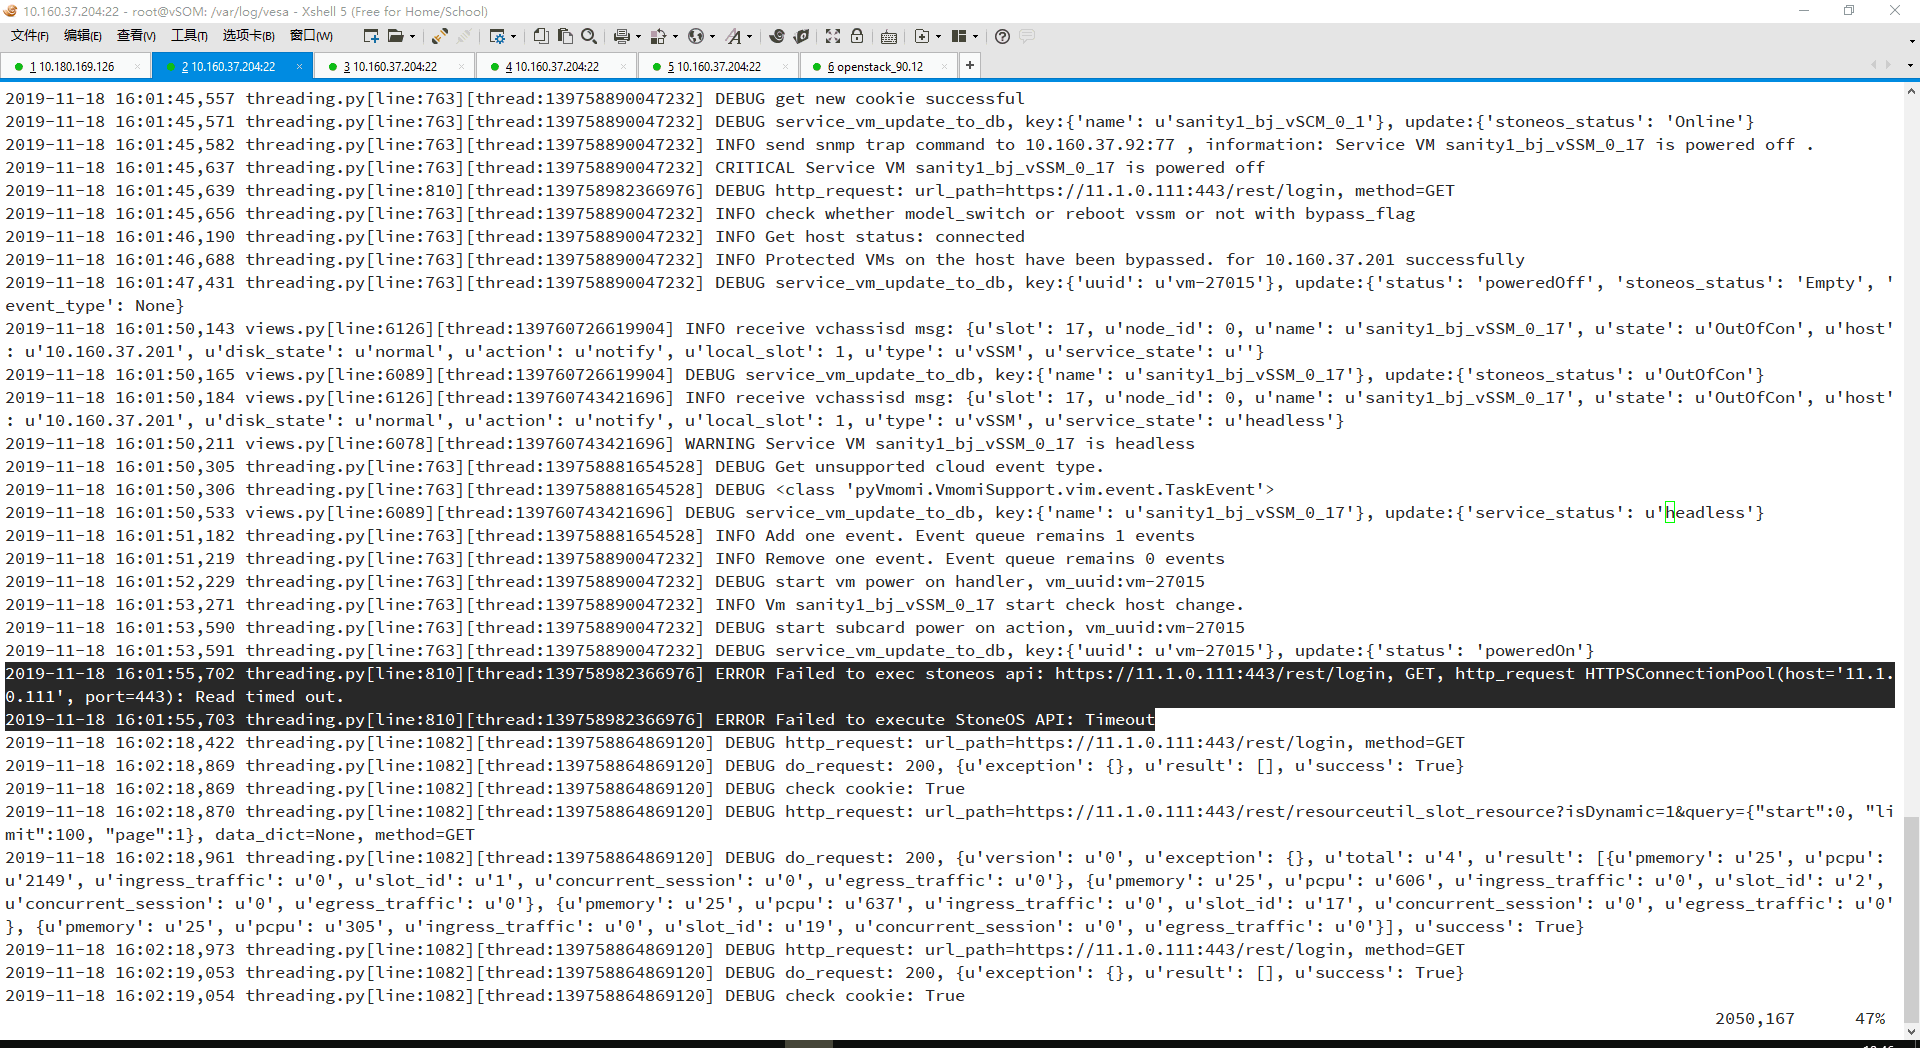 10.160.37.204:22 - root@vSOM: /var/log/vesa - Xshell 5 (Free for Home/School)
文件(F) 编辑(E) 查看(V) 工具(T) 选项卡(B) 窗口(W)
1 10.180.169.126 × 2 10.160.37.204:22 × 3 10.160.37.204:22 × 4 10.160.37.204:22 × 5 10.160.37.204:22 × 6 openstack_90.12 × +
2019-11-18 16:01:45,557 threading.py[line:763][thread:139758890047232] DEBUG get new cookie successful
2019-11-18 16:01:45,571 threading.py[line:763][thread:139758890047232] DEBUG service_vm_update_to_db, key:{'name': u'sanity1_bj_vSCM_0_1'}, update:{'stoneos_status': 'Online'}
2019-11-18 16:01:45,582 threading.py[line:763][thread:139758890047232] INFO send snmp trap command to 10.160.37.92:77 , information: Service VM sanity1_bj_vSSM_0_17 is powered off .
2019-11-18 16:01:45,637 threading.py[line:763][thread:139758890047232] CRITICAL Service VM sanity1_bj_vSSM_0_17 is powered off
2019-11-18 16:01:45,639 threading.py[line:810][thread:139758982366976] DEBUG http_request: url_path=https://11.1.0.111:443/rest/login, method=GET
2019-11-18 16:01:45,656 threading.py[line:763][thread:139758890047232] INFO check whether model_switch or reboot vssm or not with bypass_flag
2019-11-18 16:01:46,190 threading.py[line:763][thread:139758890047232] INFO Get host status: connected
2019-11-18 16:01:46,688 threading.py[line:763][thread:139758890047232] INFO Protected VMs on the host have been bypassed. for 10.160.37.201 successfully
2019-11-18 16:01:47,431 threading.py[line:763][thread:139758890047232] DEBUG service_vm_update_to_db, key:{'uuid': u'vm-27015'}, update:{'status': 'poweredOff', 'stoneos_status': 'Empty', '
event_type': None}
2019-11-18 16:01:50,143 views.py[line:6126][thread:139760726619904] INFO receive vchassisd msg: {u'slot': 17, u'node_id': 0, u'name': u'sanity1_bj_vSSM_0_17', u'state': u'OutOfCon', u'host'
: u'10.160.37.201', u'disk_state': u'normal', u'action': u'notify', u'local_slot': 1, u'type': u'vSSM', u'service_state': u''}
2019-11-18 16:01:50,165 views.py[line:6089][thread:139760726619904] DEBUG service_vm_update_to_db, key:{'name': u'sanity1_bj_vSSM_0_17'}, update:{'stoneos_status': u'OutOfCon'}
2019-11-18 16:01:50,184 views.py[line:6126][thread:139760743421696] INFO receive vchassisd msg: {u'slot': 17, u'node_id': 0, u'name': u'sanity1_bj_vSSM_0_17', u'state': u'OutOfCon', u'host'
: u'10.160.37.201', u'disk_state': u'normal', u'action': u'notify', u'local_slot': 1, u'type': u'vSSM', u'service_state': u'headless'}
2019-11-18 16:01:50,211 views.py[line:6078][thread:139760743421696] WARNING Service VM sanity1_bj_vSSM_0_17 is headless
2019-11-18 16:01:50,305 threading.py[line:763][thread:139758881654528] DEBUG Get unsupported cloud event type.
2019-11-18 16:01:50,306 threading.py[line:763][thread:139758881654528] DEBUG <class 'pyVmomi.VmomiSupport.vim.event.TaskEvent'>
2019-11-18 16:01:50,533 views.py[line:6089][thread:139760743421696] DEBUG service_vm_update_to_db, key:{'name': u'sanity1_bj_vSSM_0_17'}, update:{'service_status': u'headless'}
2019-11-18 16:01:51,182 threading.py[line:763][thread:139758881654528] INFO Add one event. Event queue remains 1 events
2019-11-18 16:01:51,219 threading.py[line:763][thread:139758890047232] INFO Remove one event. Event queue remains 0 events
2019-11-18 16:01:52,229 threading.py[line:763][thread:139758890047232] DEBUG start vm power on handler, vm_uuid:vm-27015
2019-11-18 16:01:53,271 threading.py[line:763][thread:139758890047232] INFO Vm sanity1_bj_vSSM_0_17 start check host change.
2019-11-18 16:01:53,590 threading.py[line:763][thread:139758890047232] DEBUG start subcard power on action, vm_uuid:vm-27015
2019-11-18 16:01:53,591 threading.py[line:763][thread:139758890047232] DEBUG service_vm_update_to_db, key:{'uuid': u'vm-27015'}, update:{'status': 'poweredOn'}
2019-11-18 16:01:55,702 threading.py[line:810][thread:139758982366976] ERROR Failed to exec stoneos api: https://11.1.0.111:443/rest/login, GET, http_request HTTPSConnectionPool(host='11.1.
0.111', port=443): Read timed out.
2019-11-18 16:01:55,703 threading.py[line:810][thread:139758982366976] ERROR Failed to execute StoneOS API: Timeout
2019-11-18 16:02:18,422 threading.py[line:1082][thread:139758864869120] DEBUG http_request: url_path=https://11.1.0.111:443/rest/login, method=GET
2019-11-18 16:02:18,869 threading.py[line:1082][thread:139758864869120] DEBUG do_request: 200, {u'exception': {}, u'result': [], u'success': True}
2019-11-18 16:02:18,869 threading.py[line:1082][thread:139758864869120] DEBUG check cookie: True
2019-11-18 16:02:18,870 threading.py[line:1082][thread:139758864869120] DEBUG http_request: url_path=https://11.1.0.111:443/rest/resourceutil_slot_resource?isDynamic=1&query={"start":0, "li
mit":100, "page":1}, data_dict=None, method=GET
2019-11-18 16:02:18,961 threading.py[line:1082][thread:139758864869120] DEBUG do_request: 200, {u'version': u'0', u'exception': {}, u'total': u'4', u'result': [{u'pmemory': u'25', u'pcpu':
u'2149', u'ingress_traffic': u'0', u'slot_id': u'1', u'concurrent_session': u'0', u'egress_traffic': u'0'}, {u'pmemory': u'25', u'pcpu': u'606', u'ingress_traffic': u'0', u'slot_id': u'2',
u'concurrent_session': u'0', u'egress_traffic': u'0'}, {u'pmemory': u'25', u'pcpu': u'637', u'ingress_traffic': u'0', u'slot_id': u'17', u'concurrent_session': u'0', u'egress_traffic': u'0'
}, {u'pmemory': u'25', u'pcpu': u'305', u'ingress_traffic': u'0', u'slot_id': u'19', u'concurrent_session': u'0', u'egress_traffic': u'0'}], u'success': True}
2019-11-18 16:02:18,973 threading.py[line:1082][thread:139758864869120] DEBUG http_request: url_path=https://11.1.0.111:443/rest/login, method=GET
2019-11-18 16:02:19,053 threading.py[line:1082][thread:139758864869120] DEBUG do_request: 200, {u'exception': {}, u'result': [], u'success': True}
2019-11-18 16:02:19,054 threading.py[line:1082][thread:139758864869120] DEBUG check cookie: True
2050,167 47%